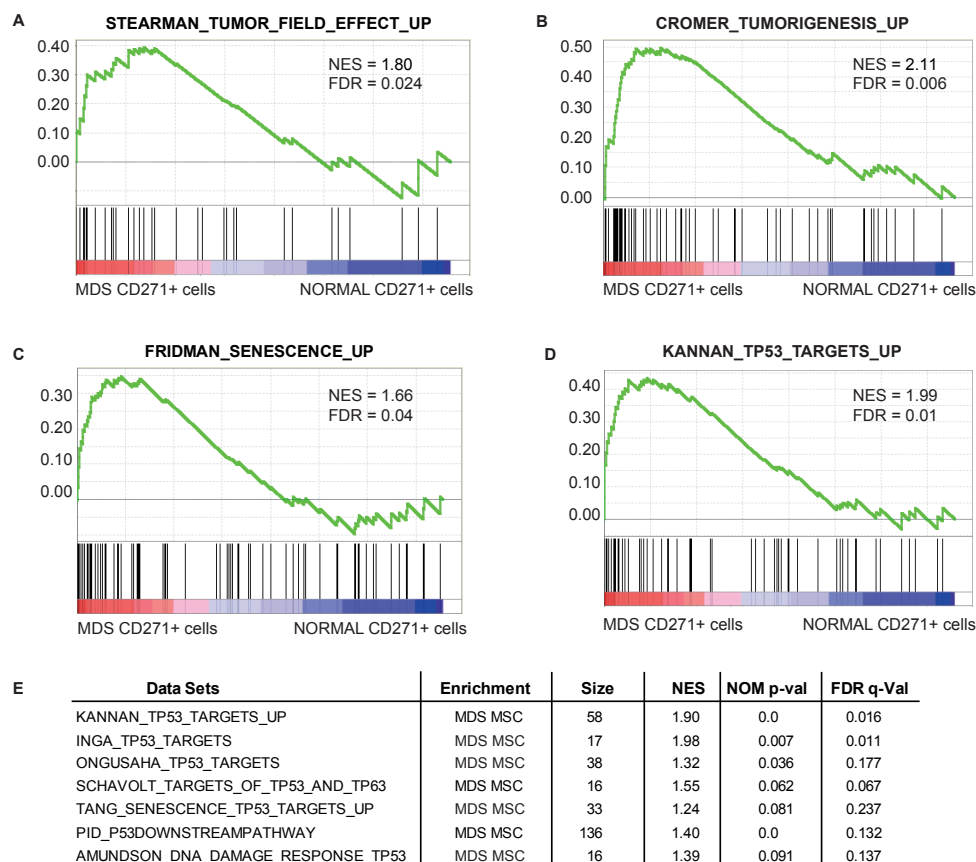 A STEARMAN_TUMOR_FIELD_EFFECT_UP
0.40
0.30
0.20
0.10
0.00
NES = 1.80
FDR = 0.024
MDS CD271+ cells NORMAL CD271+ cells
B CROMER_TUMORIGENESIS_UP
0.50
0.40
0.30
0.20
0.10
0.00
NES = 2.11
FDR = 0.006
MDS CD271+ cells NORMAL CD271+ cells
C FRIDMAN_SENESCENCE_UP
0.30
0.20
0.10
0.00
NES = 1.66
FDR = 0.04
MDS CD271+ cells NORMAL CD271+ cells
D KANNAN_TP53_TARGETS_UP
0.40
0.30
0.20
0.10
0.00
NES = 1.99
FDR = 0.01
MDS CD271+ cells NORMAL CD271+ cells
E Data Sets Enrichment Size NES NOM p-val FDR q-Val
KANNAN_TP53_TARGETS_UP MDS MSC 58 1.90 0.0 0.016
INGA_TP53_TARGETS MDS MSC 17 1.98 0.007 0.011
ONGUSAHA_TP53_TARGETS MDS MSC 38 1.32 0.036 0.177
SCHAVOLT_TARGETS_OF_TP53_AND_TP63 MDS MSC 16 1.55 0.062 0.067
TANG_SENESCENCE_TP53_TARGETS_UP MDS MSC 33 1.24 0.081 0.237
PID_P53DOWNSTREAMPATHWAY MDS MSC 136 1.40 0.0 0.132
AMUNDSON_DNA_DAMAGE_RESPONSE_TP53 MDS MSC 16 1.39 0.091 0.137